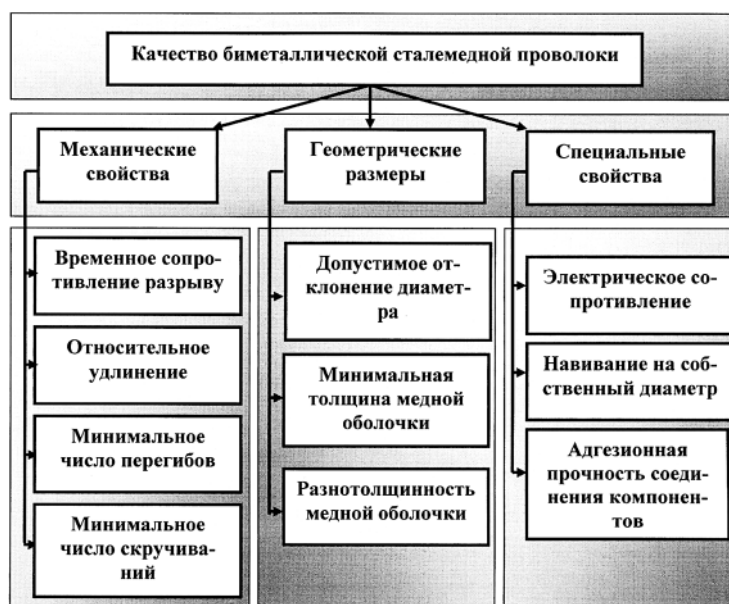 Качество биметаллической сталемедной проволоки
Механические
свойства
Геометрические
размеры
Специальные
свойства
Временное сопро-
тивление разрыву
Относительное
удлинение
Минимальное
число перегибов
Минимальное
число скручива-
ний
Допустимое от-
клонение диамет-
ра
Минимальная
толщина медной
оболочки
Разнотолщинность
медной оболочки
Электрическое со-
противление
Навивание на соб-
ственный диаметр
Адгезионная
прочность соеди-
нения компонен-
тов